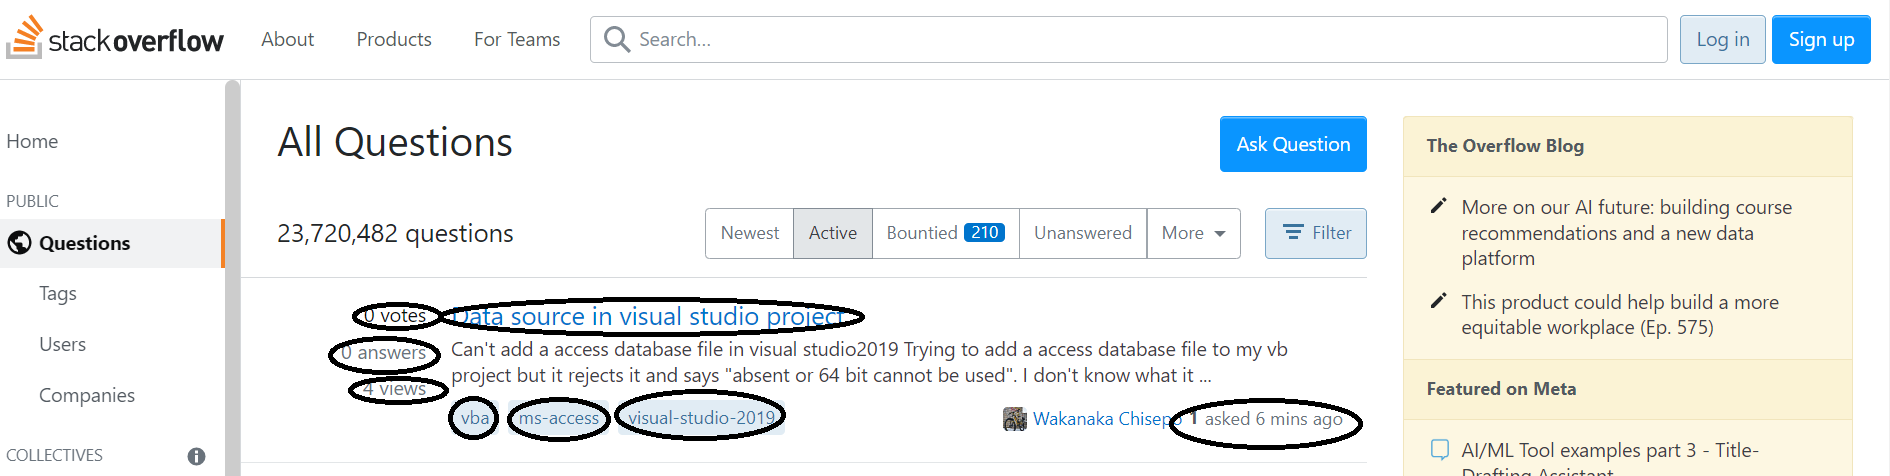 stack overflow About Products For Teams Search... Log in Sign up
Home
PUBLIC
Questions
Tags
Users
Companies
COLLECTIVES
All Questions
Ask Question
23,720,482 questions
Newest Active Bountied 210 Unanswered More Filter
0 votes
0 answers
4 views
Data source in visual studio project
Can't add a access database file in visual studio2019 Trying to add a access database file to my vb
project but it rejects it and says "absent or 64 bit cannot be used". I don't know what it ...
vba ms-access visual-studio-2019
Wakanaka Chisepo 1 asked 6 mins ago
The Overflow Blog
More on our AI future: building course
recommendations and a new data
platform
This product could help build a more
equitable workplace (Ep. 575)
Featured on Meta
AI/ML Tool examples part 3 - Title-
Drafting Assistant